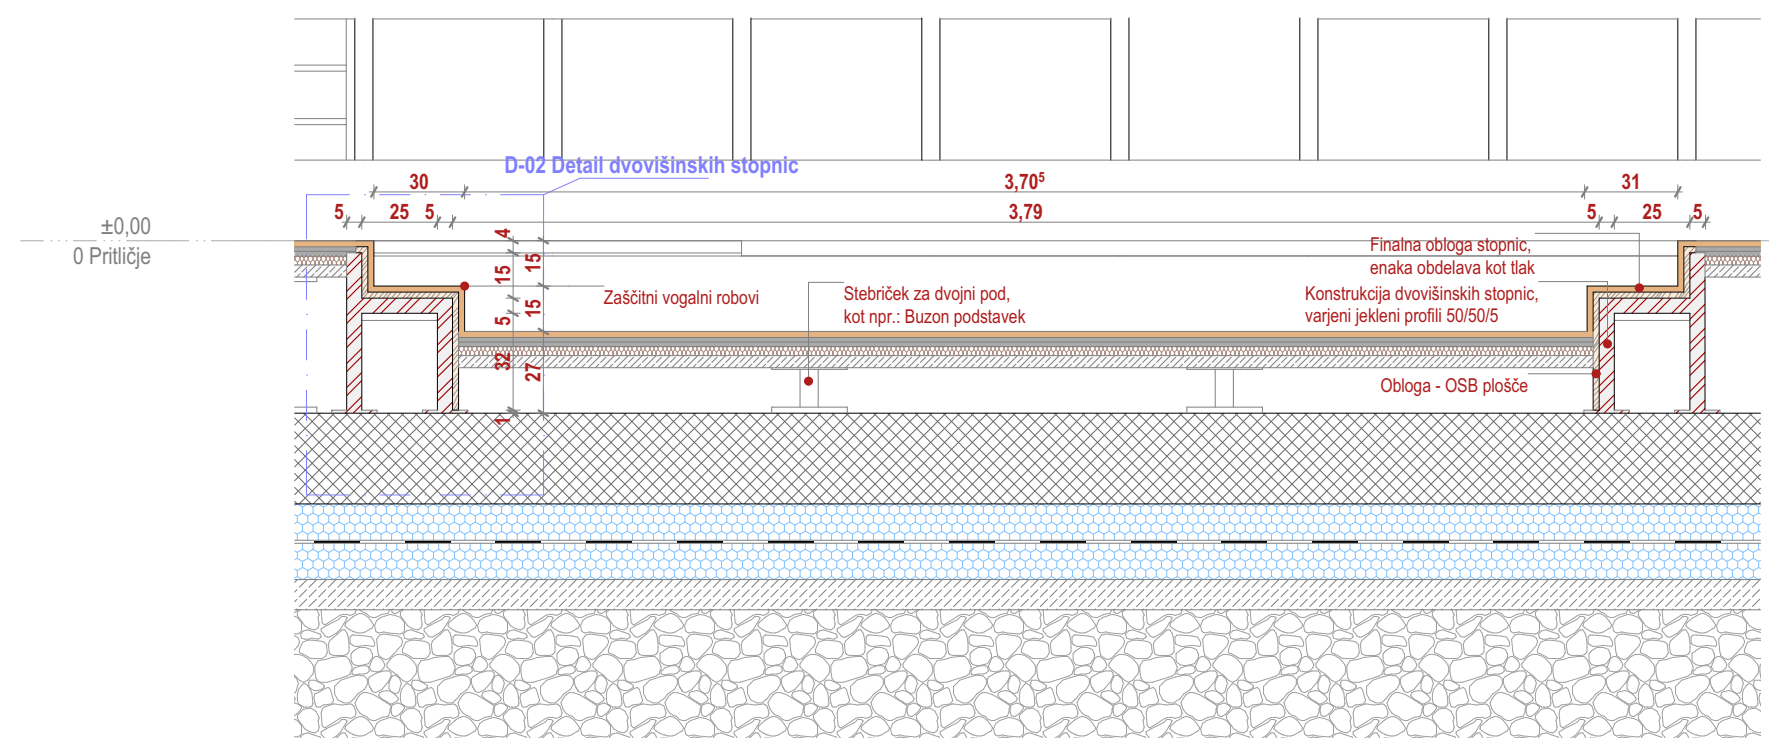 D-02 Detail dvovišinskih stopnic
30
3,70⁵
31
5
25
5
3,79
5
25
5
±0,00
0 Pritličje
4
15
15
5
15
32
27
1
Zaščitni vogalni robovi
Stebriček za dvojni pod,
kot npr.: Buzon podstavek
Finalna obloga stopnic,
enaka obdelava kot tlak
Konstrukcija dvovišinskih stopnic,
varjeni jekleni profili 50/50/5
Obloga - OSB plošče